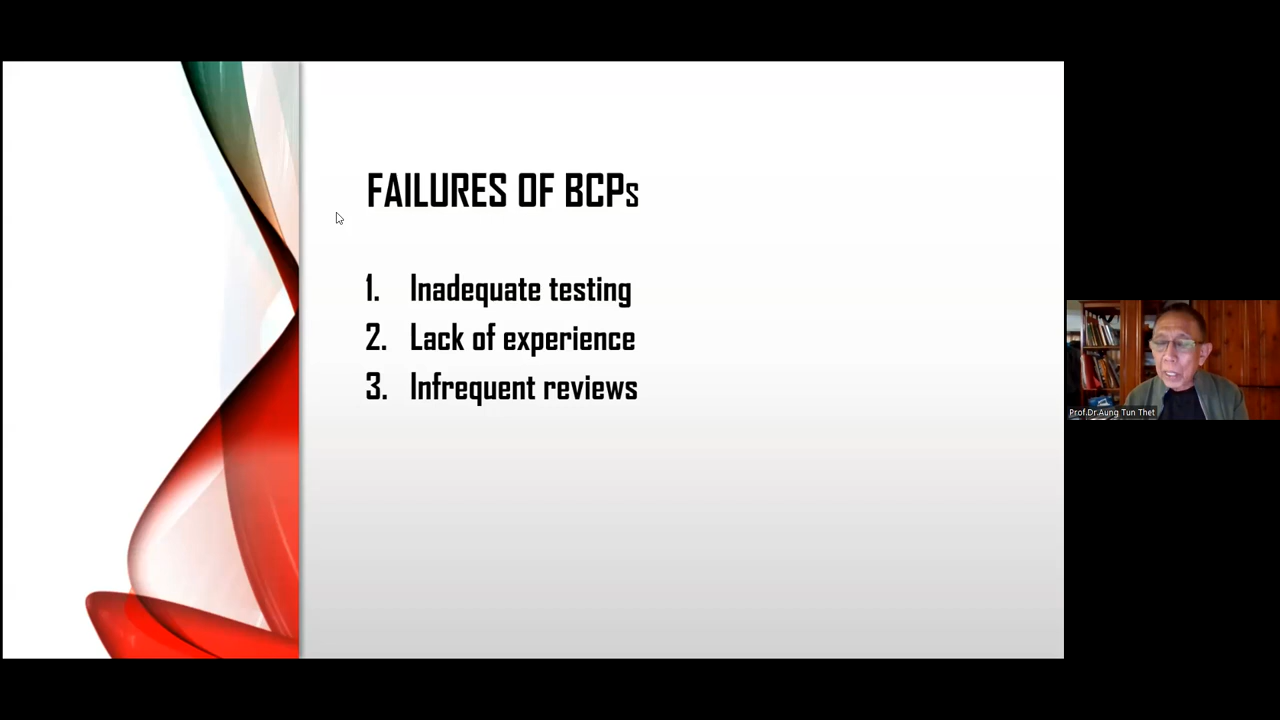 FAILURES OF BCPs
1. Inadequate testing
2. Lack of experience
3. Infrequent reviews
Prof.Dr.Aung Tun Thet